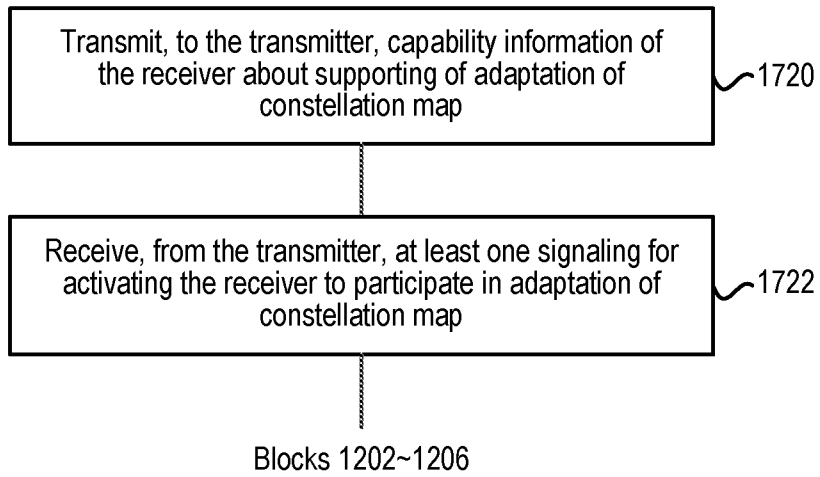 Transmit, to the transmitter, capability information of
the receiver about supporting of adaptation of
constellation map
1720
Receive, from the transmitter, at least one signaling for
activating the receiver to participate in adaptation of
constellation map
1722
Blocks 1202~1206